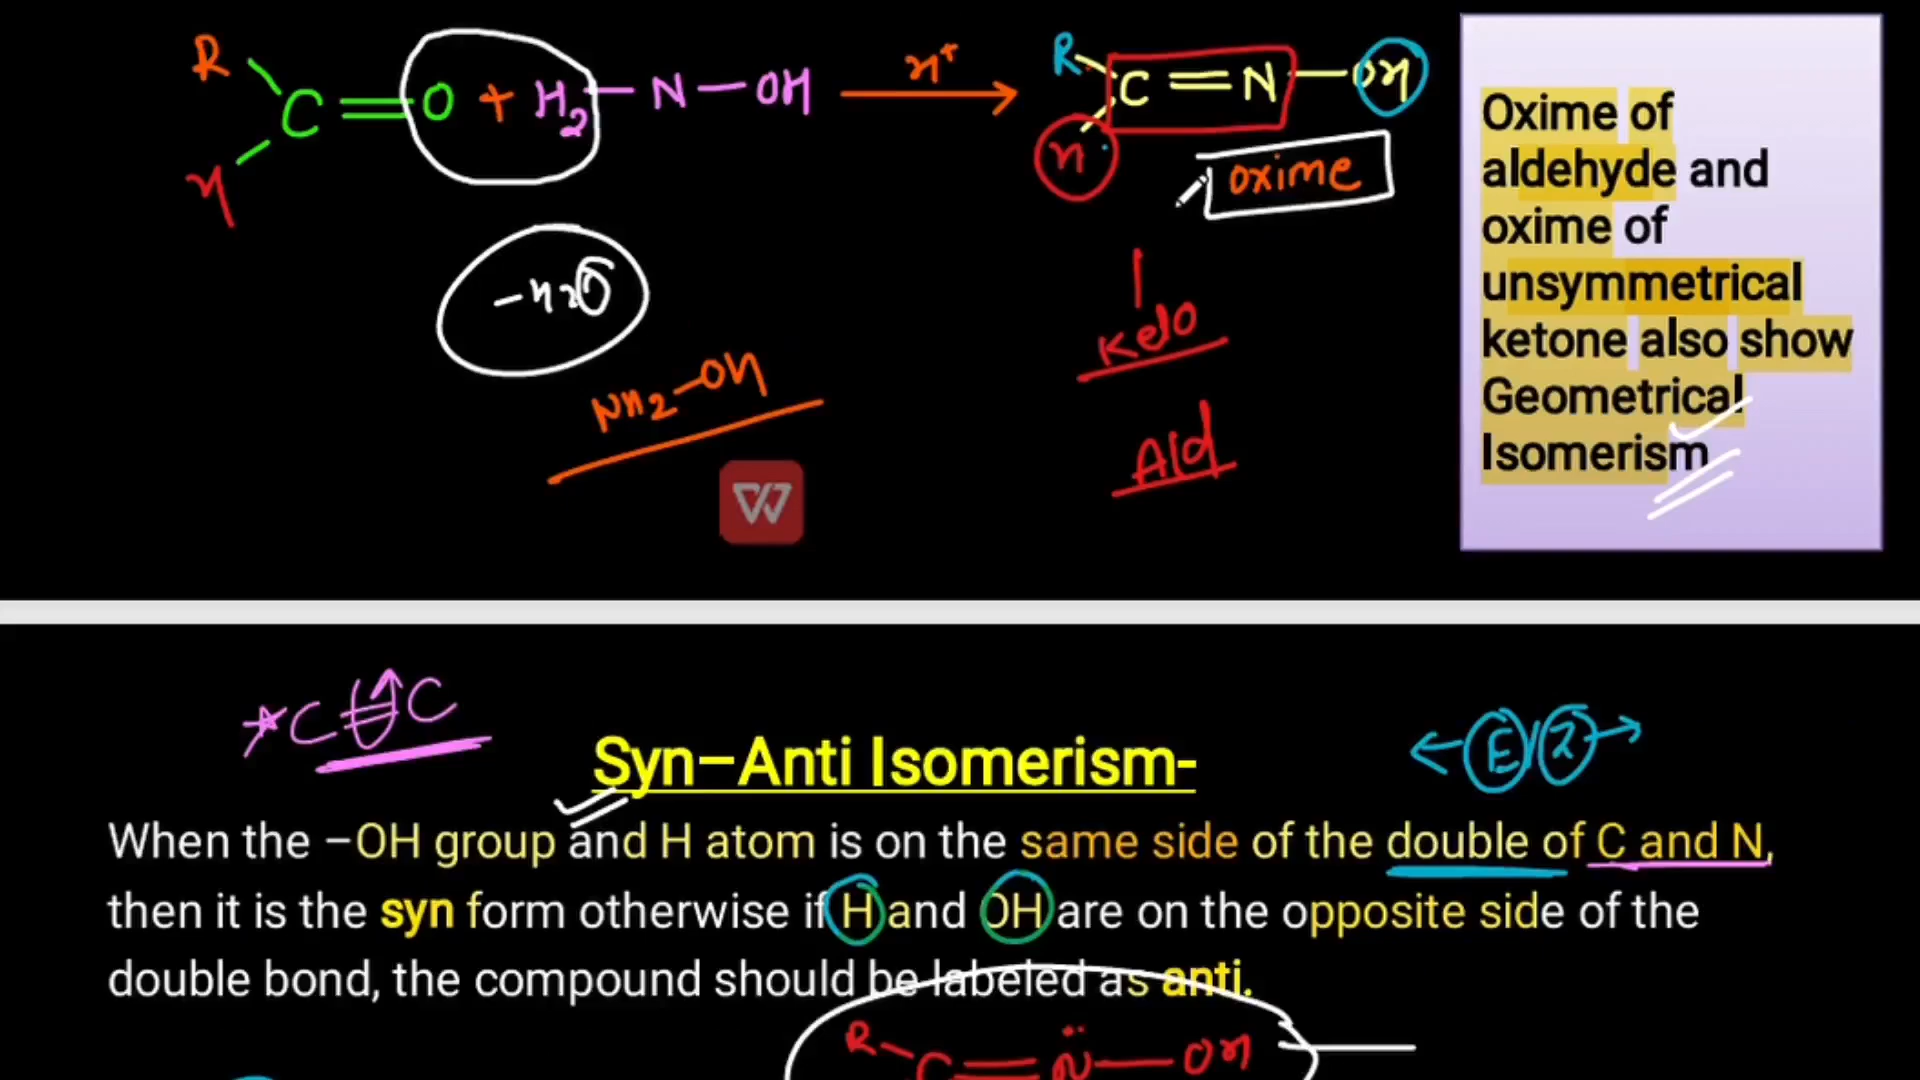 R
C=O + H2-N-OH → H+
H
R
C=N-OH
H
oxime
-H2O
NH2-OH
Keto
Ald
Oxime of
aldehyde and
oxime of
unsymmetrical
ketone also show
Geometrical
Isomerism
*C=C
E/Z
Syn–Anti Isomerism-
When the –OH group and H atom is on the same side of the double of C and N,
then it is the syn form otherwise if H and OH are on the opposite side of the
double bond, the compound should be labeled as anti.
R
C=N-OH